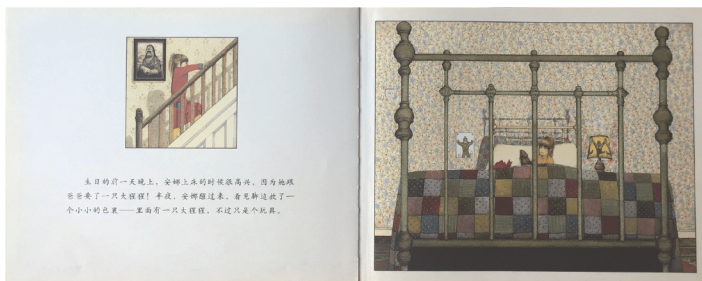 生日的前一天晚上，安娜上床的时候很高兴，因为她跟
爸爸要了一只大猩猩！半夜，安娜醒过来，看见脚边放了一
个小小的包裹——里面有一只大猩猩，不过只是个玩具。